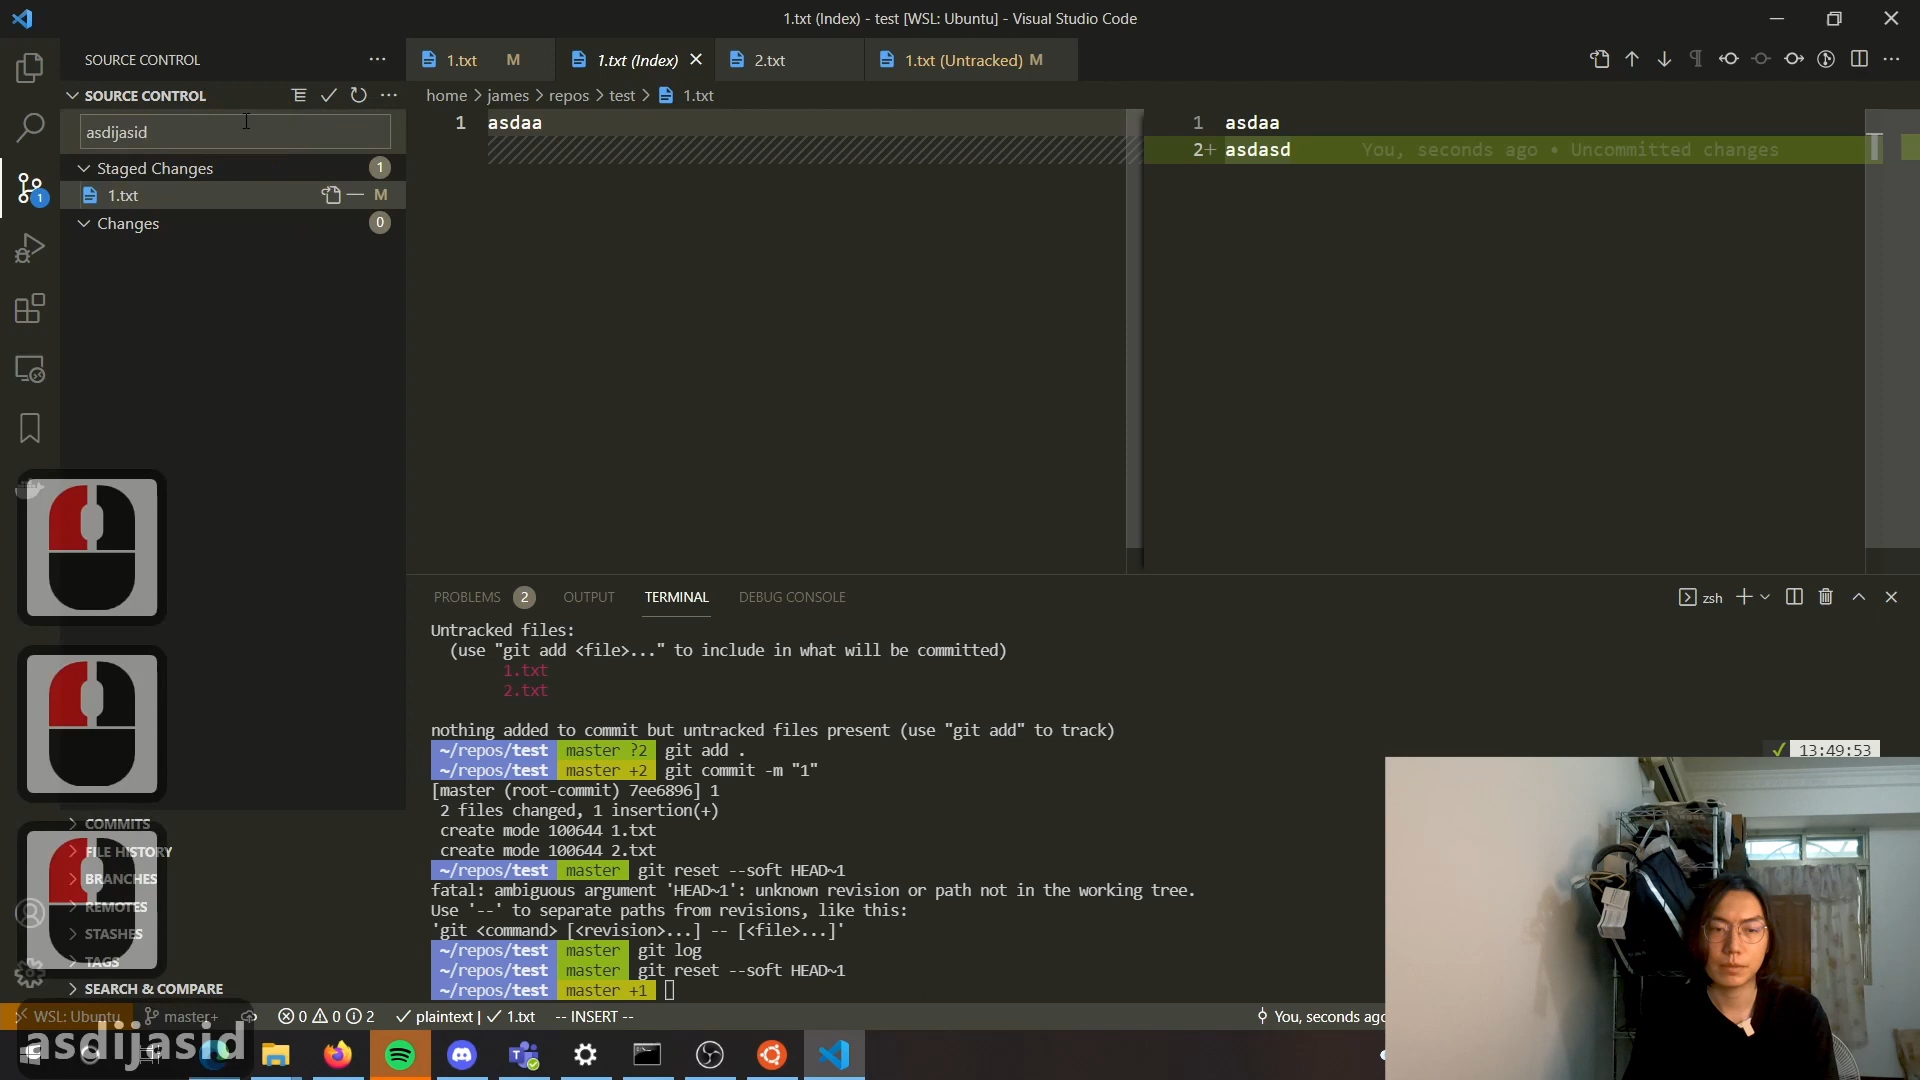 1.txt (Index) - test [WSL: Ubuntu] - Visual Studio Code
SOURCE CONTROL
1.txt M
1.txt (Index)
2.txt
1.txt (Untracked) M
SOURCE CONTROL
home > james > repos > test > 1.txt
asdijasid
Staged Changes 1
1.txt M
Changes 0
1
1 asdaa
1 asdaa
2+ asdasd You, seconds ago • Uncommitted changes
PROBLEMS 2 OUTPUT TERMINAL DEBUG CONSOLE
zsh
Untracked files:
(use "git add <file>..." to include in what will be committed)
1.txt
2.txt
nothing added to commit but untracked files present (use "git add" to track)
~/repos/test master ?2 git add .
13:49:53
~/repos/test master +2 git commit -m "1"
[master (root-commit) 7ee6896] 1
2 files changed, 1 insertion(+)
create mode 100644 1.txt
create mode 100644 2.txt
~/repos/test master git reset --soft HEAD~1
fatal: ambiguous argument 'HEAD~1': unknown revision or path not in the working tree.
Use '--' to separate paths from revisions, like this:
'git <command> [<revision>...] -- [<file>...]'
~/repos/test master git log
~/repos/test master git reset --soft HEAD~1
~/repos/test master +1
COMMITS
FILE HISTORY
BRANCHES
REMOTES
STASHES
TAGS
SEARCH & COMPARE
WSL: Ubuntu master+ 0 0 2 plaintext | 1.txt -- INSERT --
You, seconds ago
asdijasid